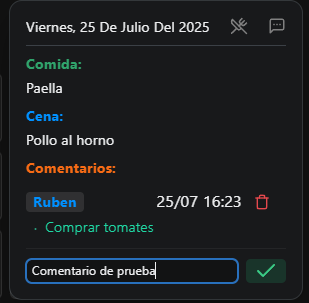 Viernes, 25 De Julio Del 2025
Comida:
Paella
Cena:
Pollo al horno
Comentarios:
Ruben 25/07 16:23
· Comprar tomates
Comentario de prueba